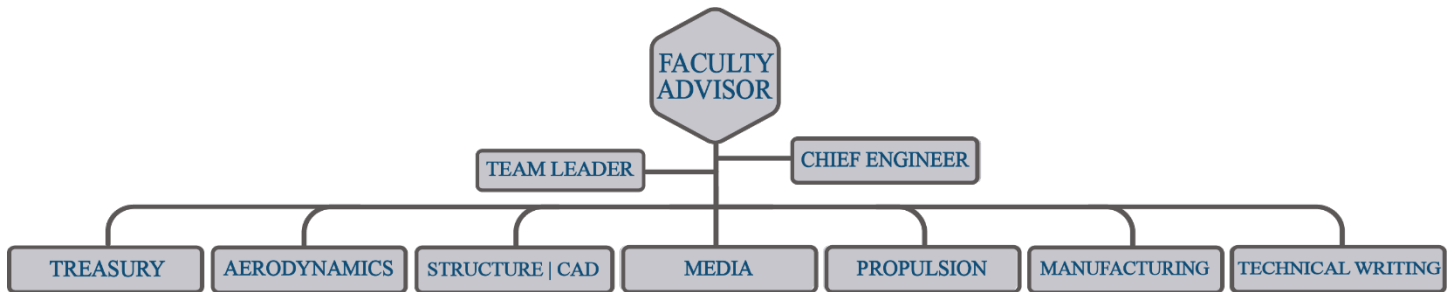 FACULTY
ADVISOR
CHIEF ENGINEER
TEAM LEADER
TREASURY
AERODYNAMICS
STRUCTURE | CAD
MEDIA
PROPULSION
MANUFACTURING
TECHNICAL WRITING